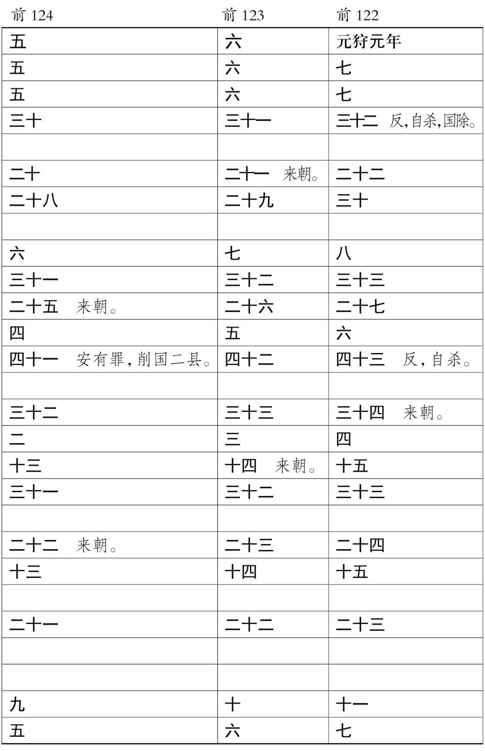 前 124 前 123 前 122
五 六 元狩元年
五 六 七
五 六 七
三十 三十一 三十二 反，自杀，国除。
二十 二十一 来朝。 二十二
二十八 二十九 三十
六 七 八
三十一 三十二 三十三
二十五 来朝。 二十六 二十七
四 五 六
四十一 安有罪，削国二县。 四十二 四十三 反，自杀。
三十二 三十三 三十四 来朝。
二 三 四
十三 十四 来朝。 十五
三十一 三十二 三十三
二十二 来朝。 二十三 二十四
十三 十四 十五
二十一 二十二 二十三
九 十 十一
五 六 七